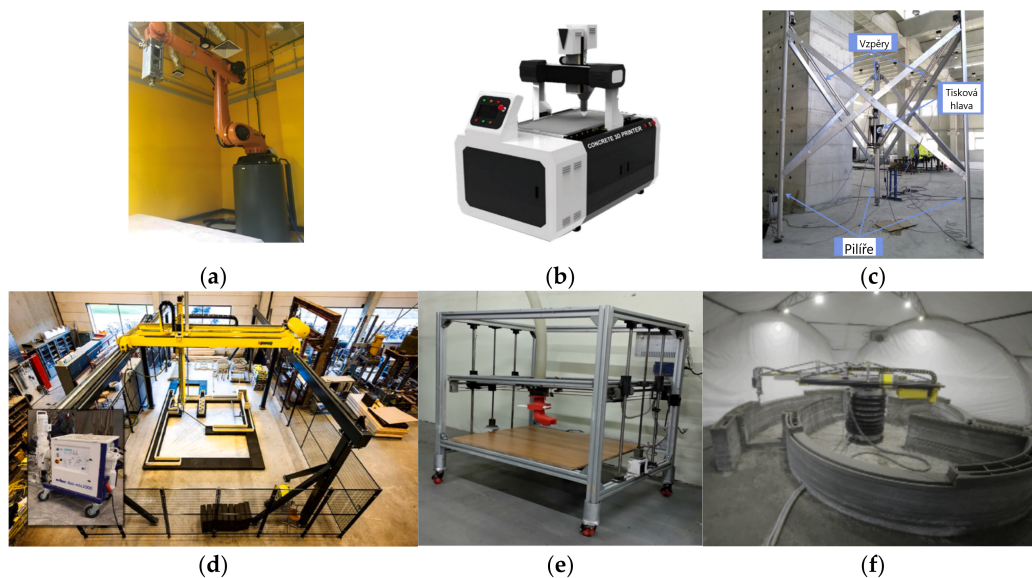 Vzpěry
Tisková
hlava
CONCRETE 3D PRINTER
Pilíře
(a)
(b)
(c)
(d)
(e)
(f)